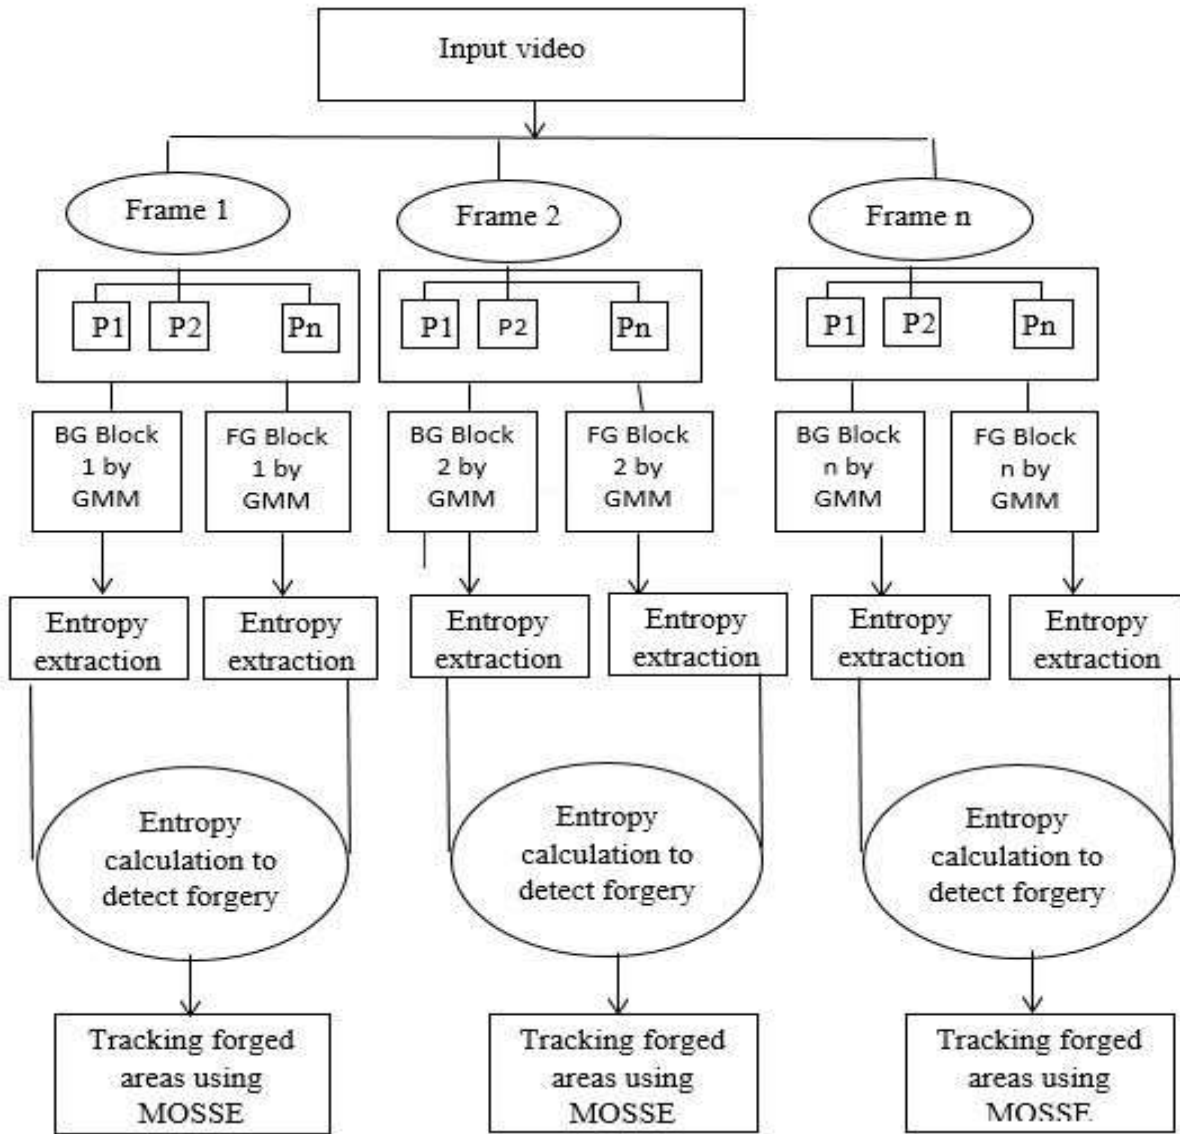 Input video
Frame 1
Frame 2
Frame n
P1
P2
Pn
P1
P2
Pn
P1
P2
Pn
BG Block
1 by
GMM
FG Block
1 by
GMM
BG Block
2 by
GMM
FG Block
2 by
GMM
BG Block
n by
GMM
FG Block
n by
GMM
Entropy
extraction
Entropy
extraction
Entropy
extraction
Entropy
extraction
Entropy
extraction
Entropy
extraction
Entropy
calculation to
detect forgery
Entropy
calculation to
detect forgery
Entropy
calculation to
detect forgery
Tracking forged
areas using
MOSSE
Tracking forged
areas using
MOSSE
Tracking forged
areas using
MOSSE